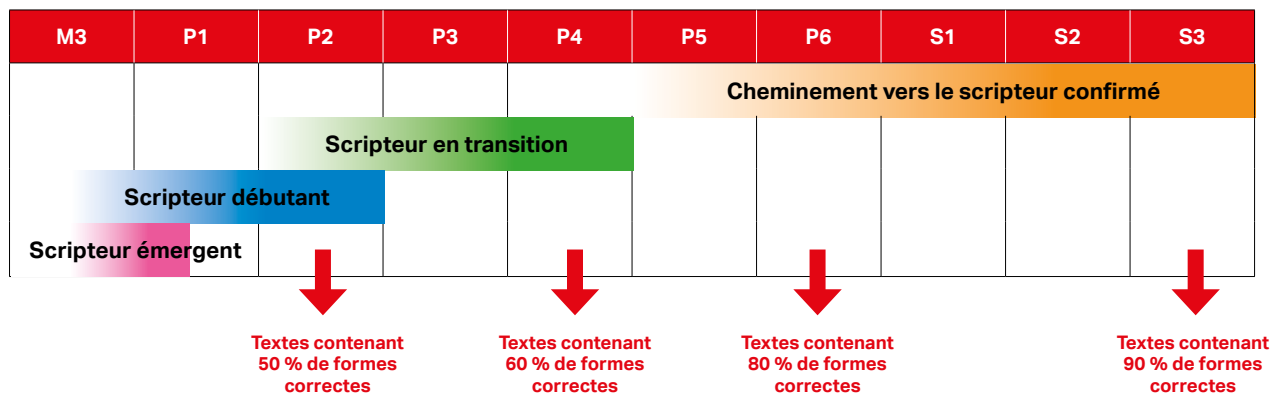 M3 P1 P2 P3 P4 P5 P6 S1 S2 S3
Cheminement vers le scripteur confirmé
Scripteur en transition
Scripteur débutant
Scripteur émergent
Textes contenant
50 % de formes
correctes
Textes contenant
60 % de formes
correctes
Textes contenant
80 % de formes
correctes
Textes contenant
90 % de formes
correctes